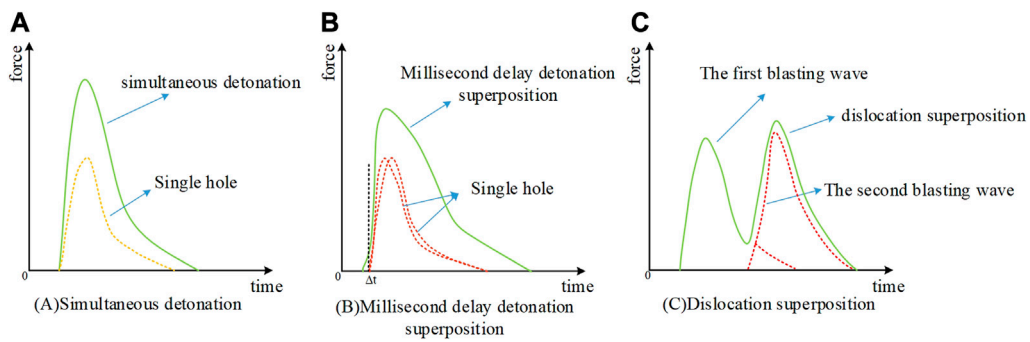 A
force
simultaneous detonation
Single hole
0
time
(A)Simultaneous detonation
B
force
Millisecond delay detonation
superposition
Single hole
0
Δt
time
(B)Millisecond delay detonation
superposition
C
force
The first blasting wave
dislocation superposition
The second blasting wave
0
time
(C)Dislocation superposition